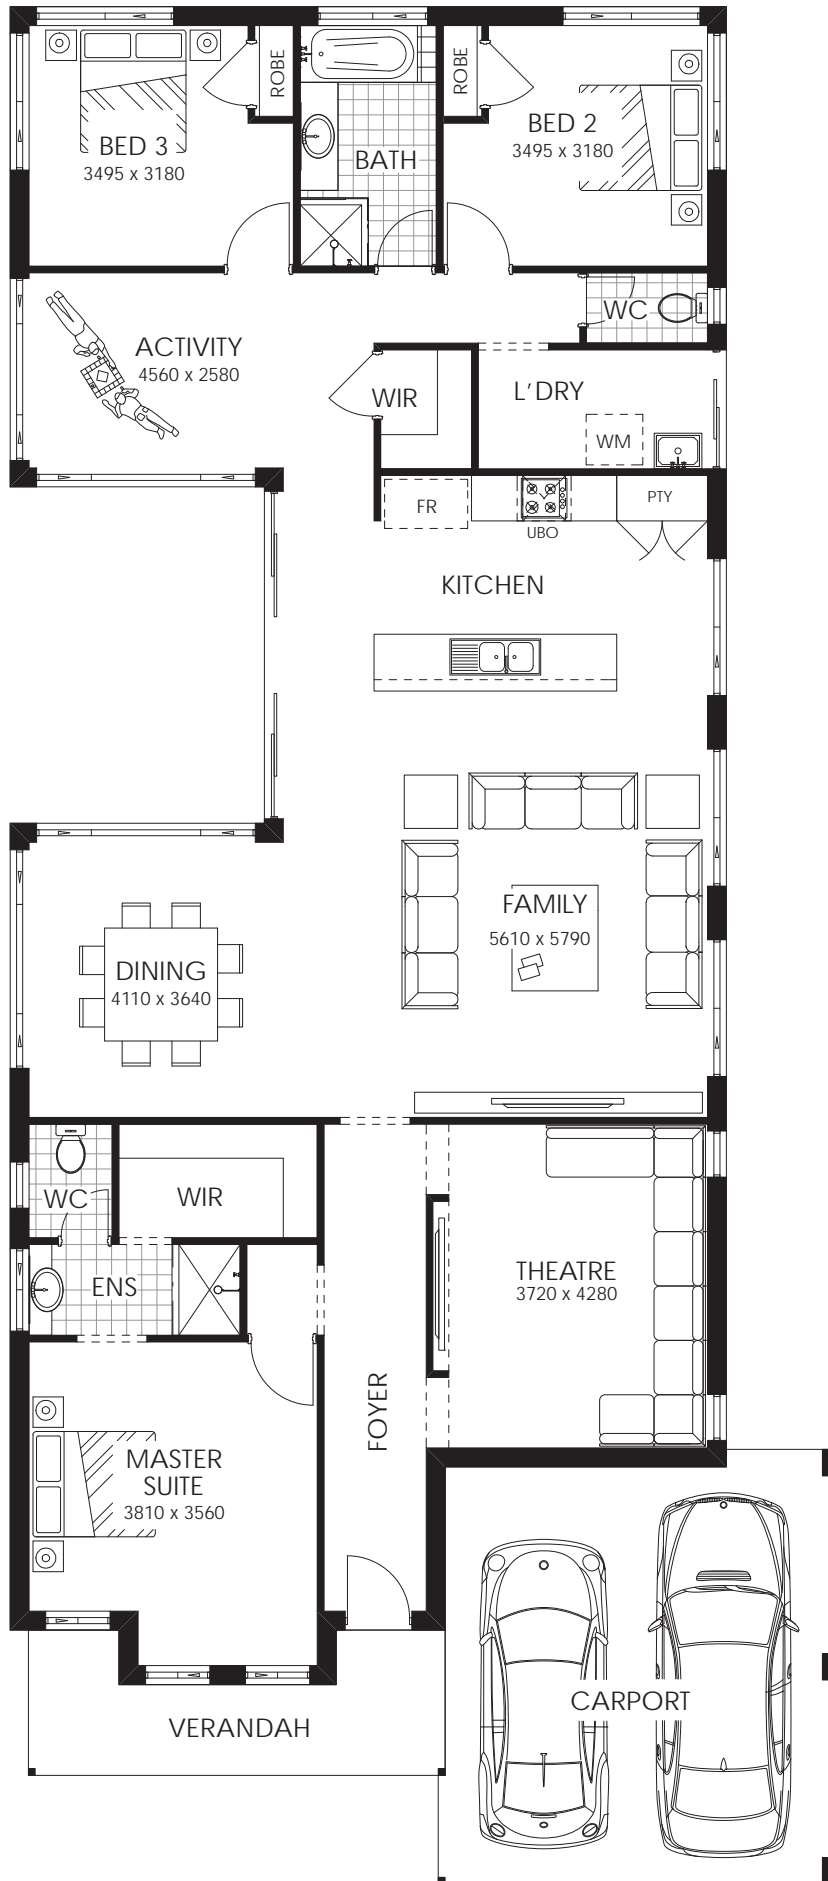 ROBE
ROBE
BED 3
3495 x 3180
BATH
BED 2
3495 x 3180
WC
ACTIVITY
4560 x 2580
WIR
L'DRY
WM
FR
UBO
PTY
KITCHEN
FAMILY
5610 x 5790
DINING
4110 x 3640
WC
WIR
ENS
THEATRE
3720 x 4280
FOYER
MASTER
SUITE
3810 x 3560
VERANDAH
CARPORT